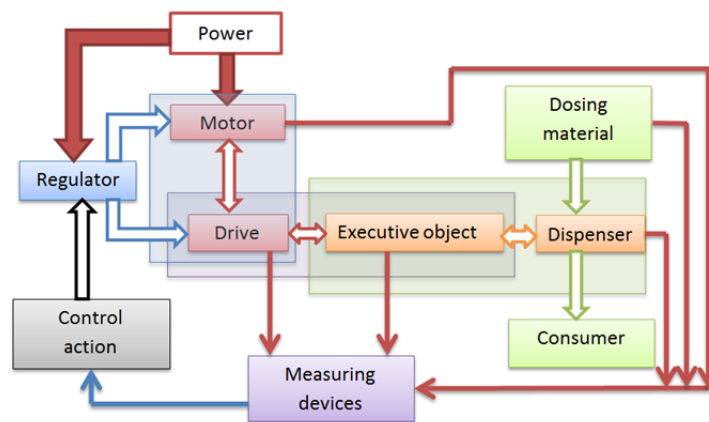 Power
Motor
Dosing
material
Regulator
Drive
Executive object
Dispenser
Control
action
Consumer
Measuring
devices